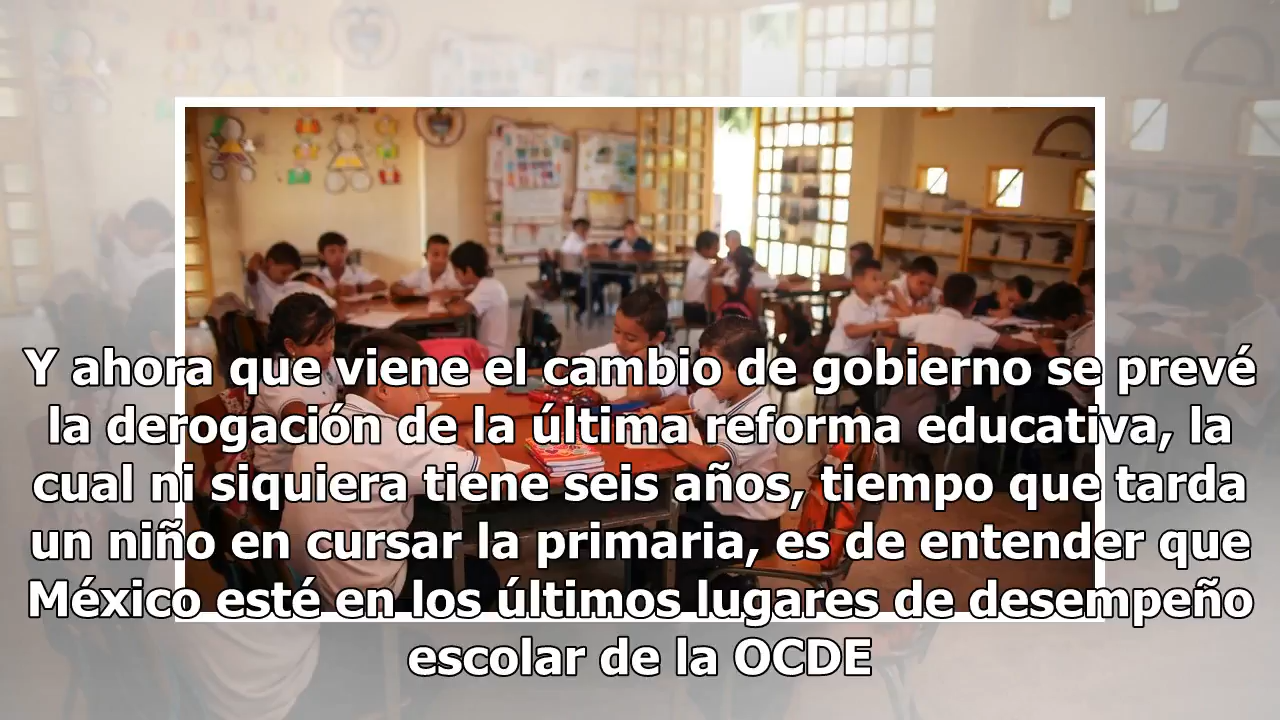 Y ahora que viene el cambio de gobierno se prevé
la derogación de la última reforma educativa, la
cual ni siquiera tiene seis años, tiempo que tarda
un niño en cursar la primaria, es de entender que
México esté en los últimos lugares de desempeño
escolar de la OCDE